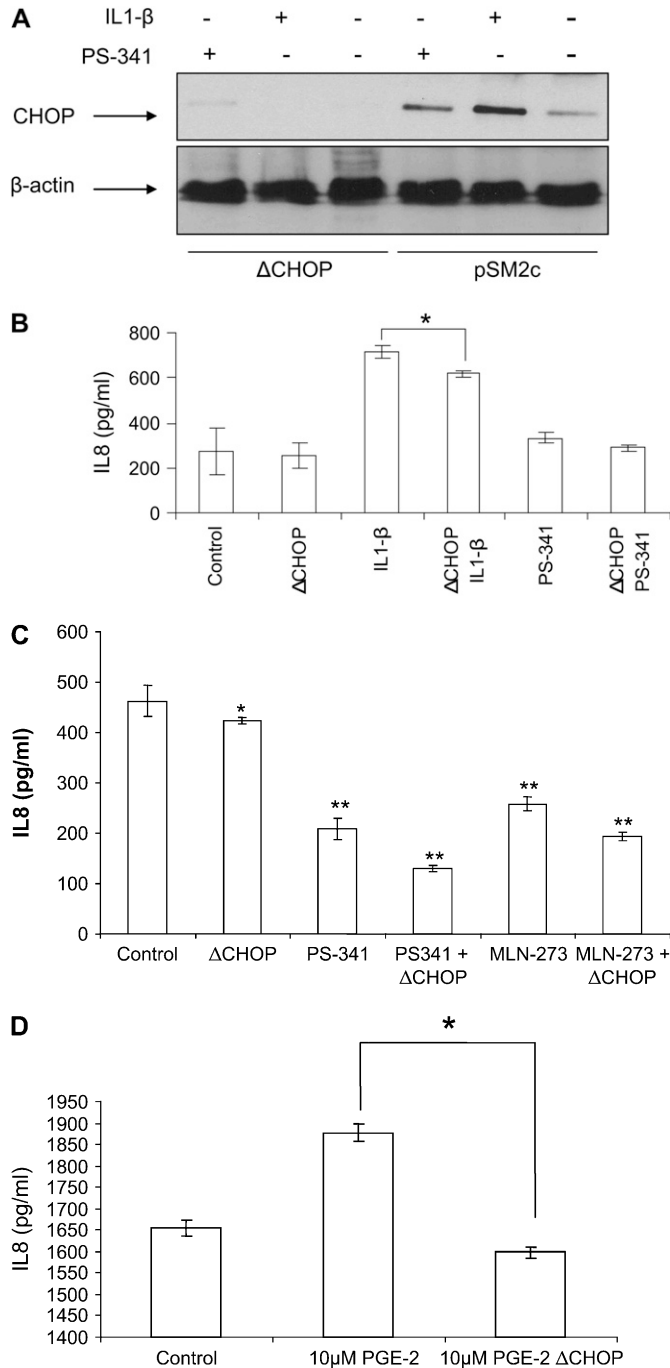 A
IL1-β - + - - + -
PS-341 + - - + - -
CHOP
β-actin
ΔCHOP pSM2c
B
IL8 (pg/ml)
800
600
400
200
0
Control
ΔCHOP
IL1-β
ΔCHOP
IL1-β
PS-341
ΔCHOP
PS-341
*
C
IL8 (pg/ml)
600
500
400
300
200
100
0
*
**
**
**
**
Control ΔCHOP PS-341 PS341 + MLN-273 MLN-273 +
ΔCHOP ΔCHOP
D
*
IL8 (pg/ml)
1950
1900
1850
1800
1750
1700
1650
1600
1550
1500
1450
1400
Control 10μM PGE-2 10μM PGE-2 ΔCHOP